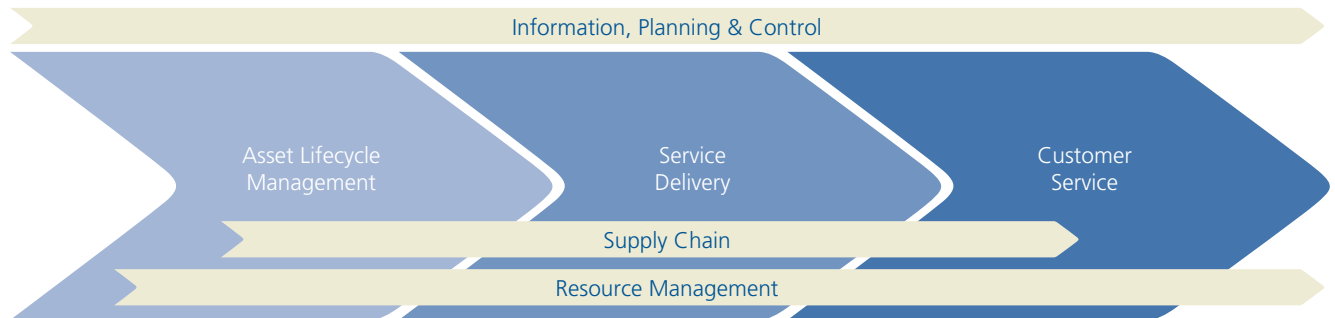 Information, Planning & Control
Asset Lifecycle
Management
Service
Delivery
Customer
Service
Supply Chain
Resource Management